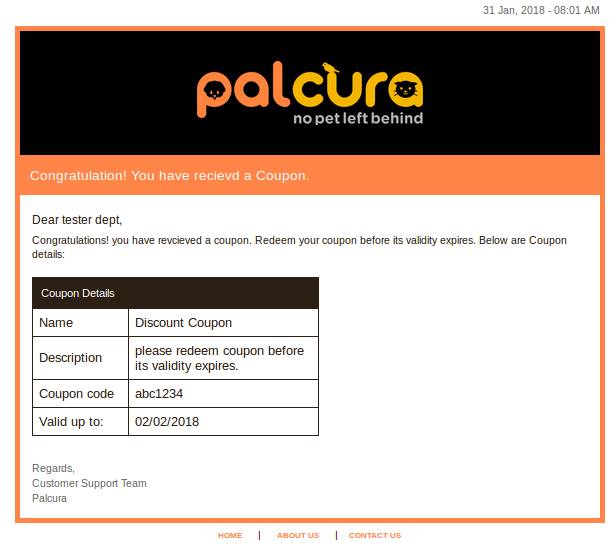 31 Jan, 2018 - 08:01 AM
palcura
no pet left behind
Congratulation! You have recievd a Coupon.
Dear tester dept,
Congratulations! you have revcieved a coupon. Redeem your coupon before its validity expires. Below are Coupon
details:
Coupon Details
Name Discount Coupon
Description please redeem coupon before
its validity expires.
Coupon code abc1234
Valid up to: 02/02/2018
Regards,
Customer Support Team
Palcura
HOME | ABOUT US | CONTACT US